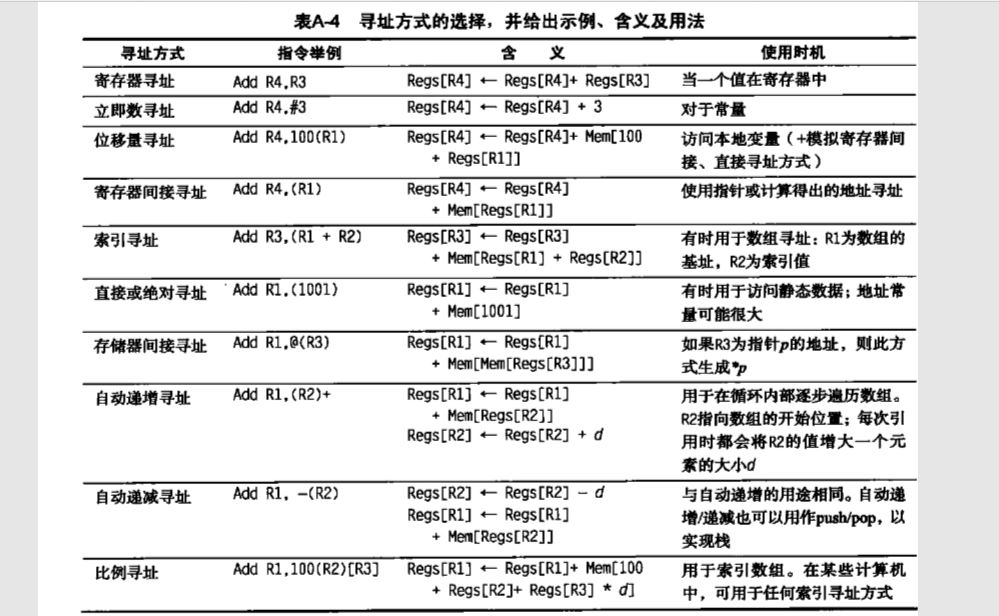 表A-4 寻址方式的选择，并给出示例、含义及用法
寻址方式 指令举例 含 义 使用时机
寄存器寻址 Add R4,R3 Regs[R4] ← Regs[R4]+ Regs[R3] 当一个值在寄存器中
立即数寻址 Add R4,#3 Regs[R4] ← Regs[R4] + 3 对于常量
位移量寻址 Add R4,100(R1) Regs[R4] ← Regs[R4]+ Mem[100 访问本地变量（+模拟寄存器间
+ Regs[R1]] 接、直接寻址方式）
寄存器间接寻址 Add R4,(R1) Regs[R4] ← Regs[R4] 使用指针或计算得出的地址寻址
+ Mem[Regs[R1]]
索引寻址 Add R3,(R1 + R2) Regs[R3] ← Regs[R3] 有时用于数组寻址：R1为数组的
+ Mem[Regs[R1] + Regs[R2]] 基址，R2为索引值
直接或绝对寻址 Add R1,(1001) Regs[R1] ← Regs[R1] 有时用于访问静态数据；地址常
+ Mem[1001] 量可能很大
存储器间接寻址 Add R1,@(R3) Regs[R1] ← Regs[R1] 如果R3为指针p的地址，则此方
+ Mem[Mem[Regs[R3]]] 式生成*p
自动递增寻址 Add R1,(R2)+ Regs[R1] ← Regs[R1] 用于在循环内部逐步遍历数组。
+ Mem[Regs[R2]] R2指向数组的开始位置；每次引
Regs[R2] ← Regs[R2] + d 用时都会将R2的值增大一个元
素的大小d
自动递减寻址 Add R1, –(R2) Regs[R2] ← Regs[R2] – d 与自动递增的用途相同。自动递
Regs[R1] ← Regs[R1] 增/递减也可以用作push/pop，以
+ Mem[Regs[R2]] 实现栈
比例寻址 Add R1,100(R2)[R3] Regs[R1] ← Regs[R1]+ Mem[100 用于索引数组。在某些计算机
+ Regs[R2]+ Regs[R3] * d] 中，可用于任何索引寻址方式